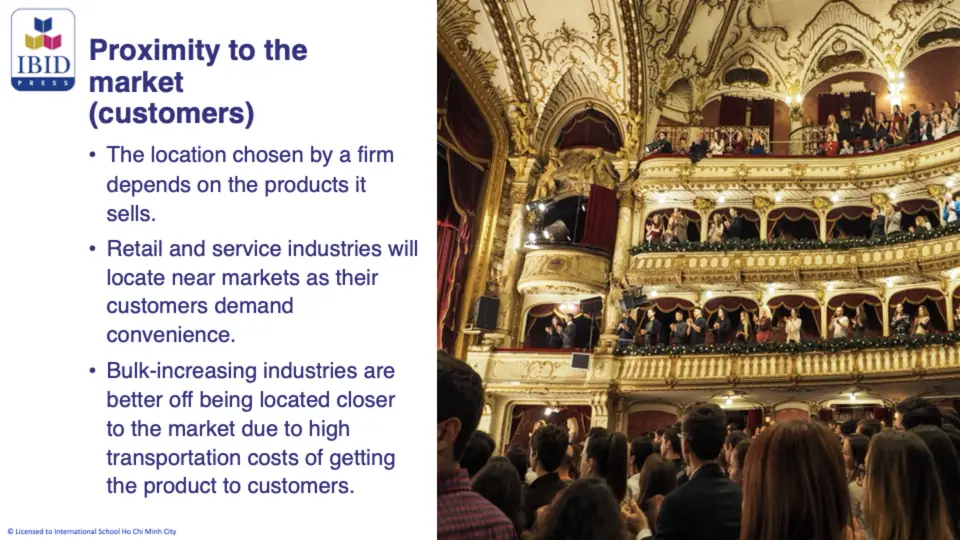 IBID
PRESS
Proximity to the
market
(customers)
• The location chosen by a firm
depends on the products it
sells.
• Retail and service industries will
locate near markets as their
customers demand
convenience.
• Bulk-increasing industries are
better off being located closer
to the market due to high
transportation costs of getting
the product to customers.
© Licensed to International School Ho Chi Minh City